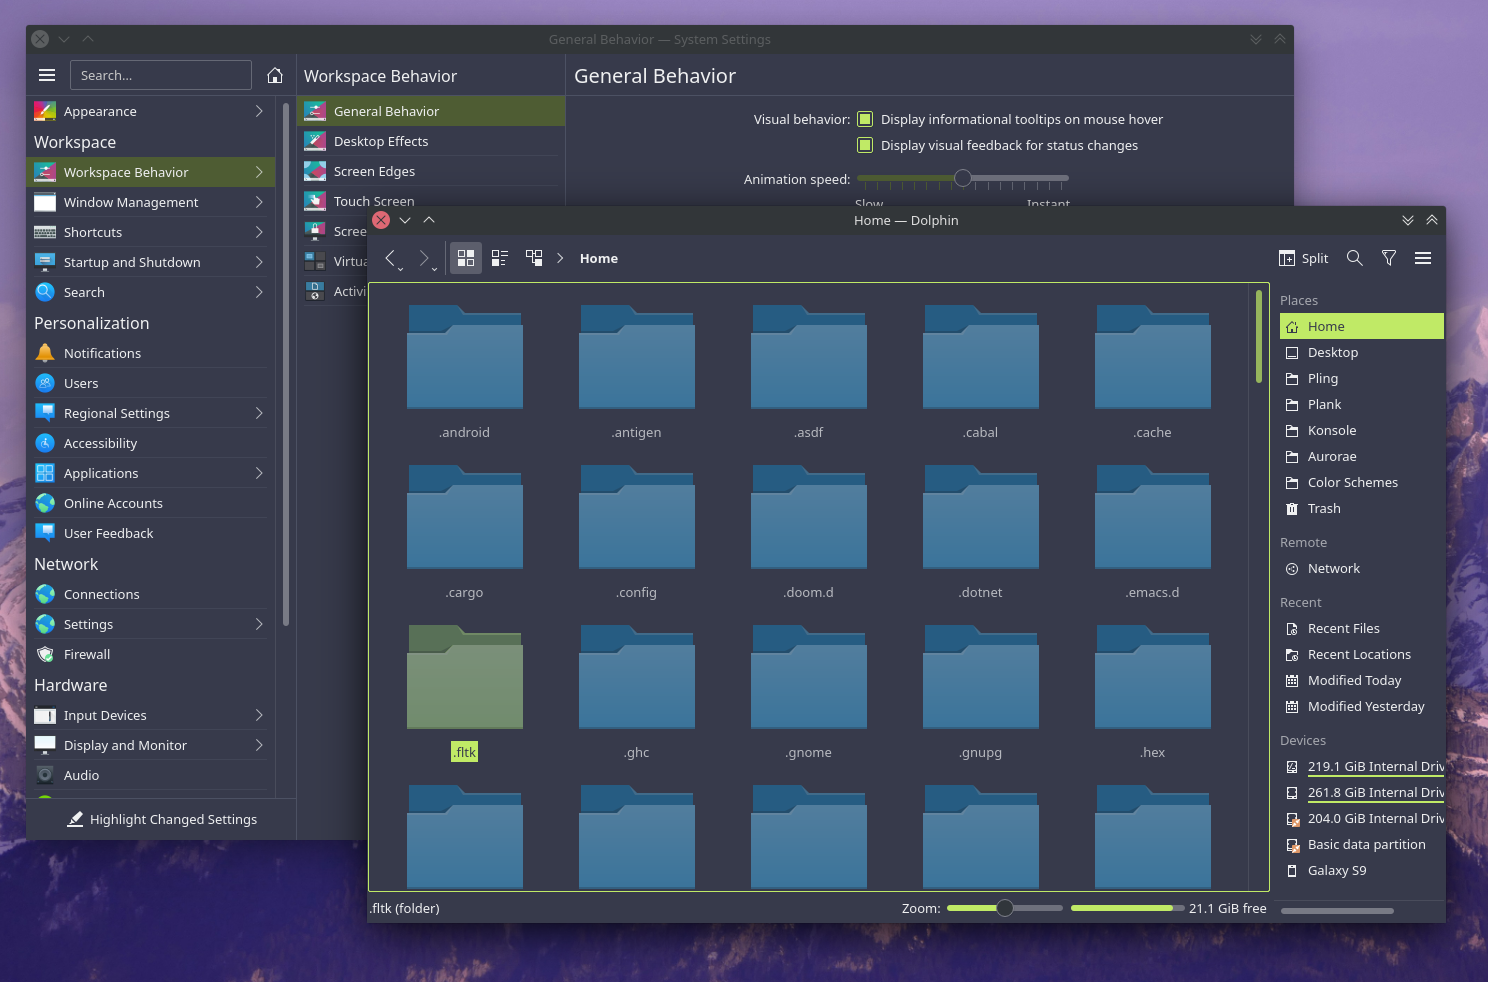 General Behavior — System Settings
Search...
Workspace Behavior
General Behavior
Appearance
Workspace
Workspace Behavior
Window Management
Shortcuts
Startup and Shutdown
Search
Personalization
Notifications
Users
Regional Settings
Accessibility
Applications
Online Accounts
User Feedback
Network
Connections
Settings
Firewall
Hardware
Input Devices
Display and Monitor
Audio
Highlight Changed Settings
General Behavior
Desktop Effects
Screen Edges
Touch Screen
Scree
Virtua
Activi
Visual behavior: Display informational tooltips on mouse hover
Display visual feedback for status changes
Animation speed:
Slow Instant
Home — Dolphin
Home
Split
.android .antigen .asdf .cabal .cache
.cargo .config .doom.d .dotnet .emacs.d
.fltk .ghc .gnome .gnupg .hex
Places
Home
Desktop
Pling
Plank
Konsole
Aurorae
Color Schemes
Trash
Remote
Network
Recent
Recent Files
Recent Locations
Modified Today
Modified Yesterday
Devices
219.1 GiB Internal Driv
261.8 GiB Internal Driv
204.0 GiB Internal Driv
Basic data partition
Galaxy S9
.fltk (folder) Zoom: 21.1 GiB free